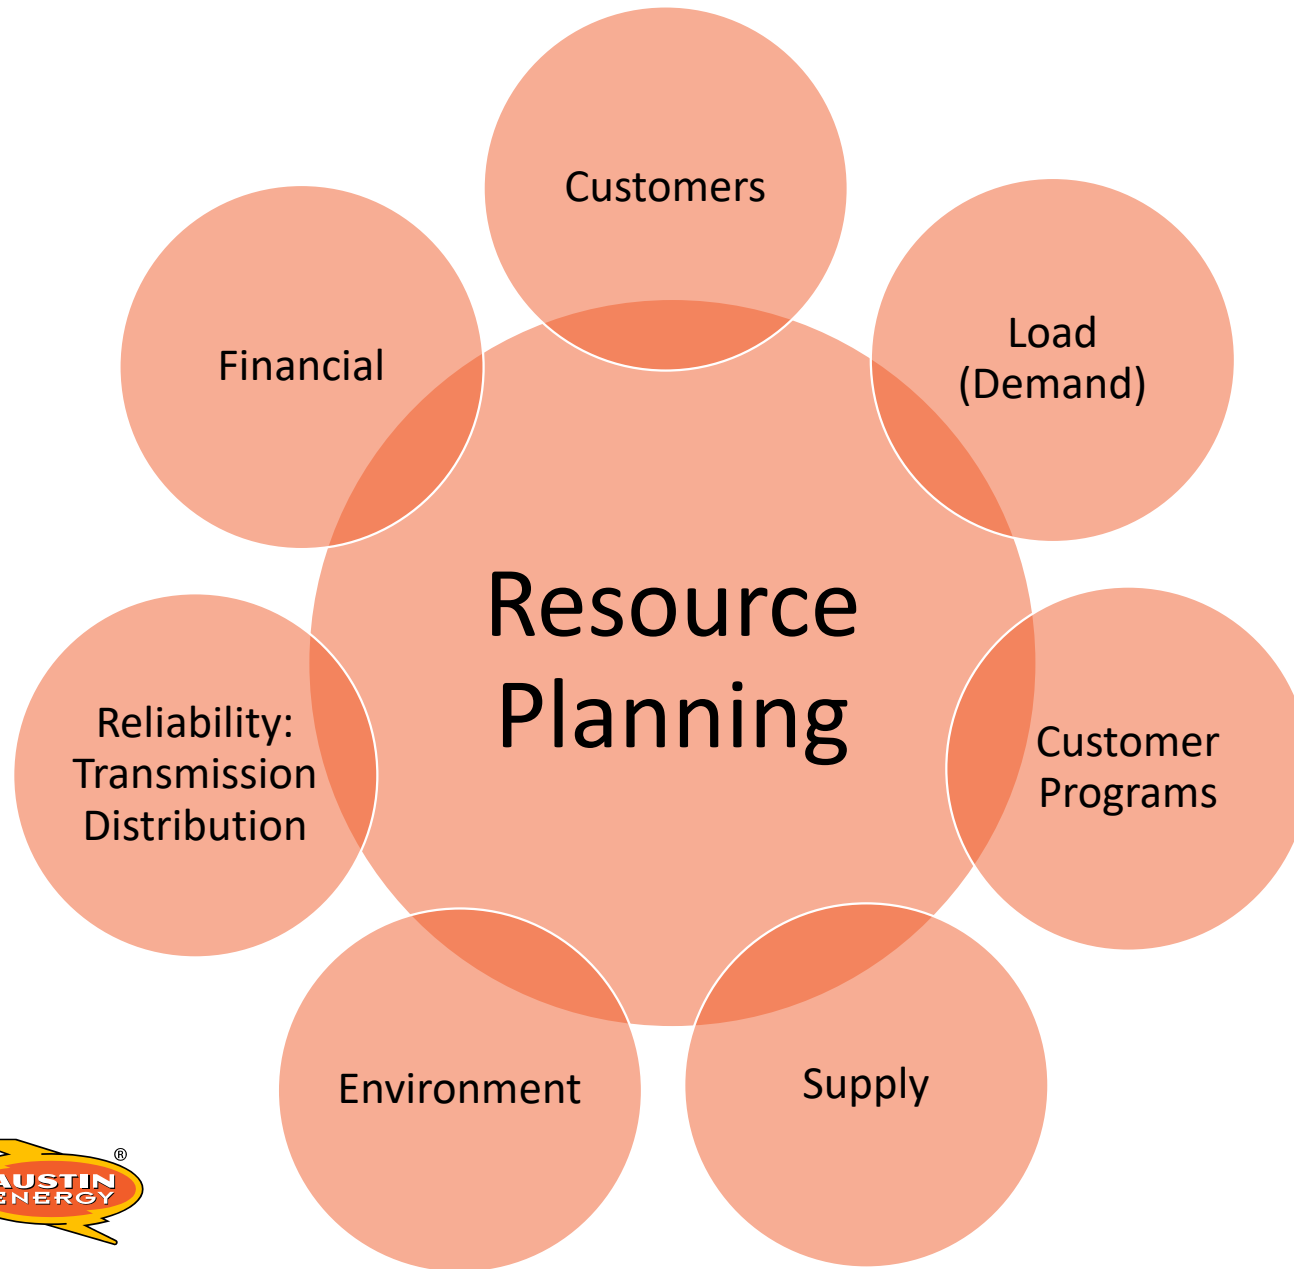 Customers
Load
(Demand)
Financial
Resource
Planning
Reliability:
Transmission
Distribution
Customer
Programs
Environment
Supply
®
AUSTIN
ENERGY